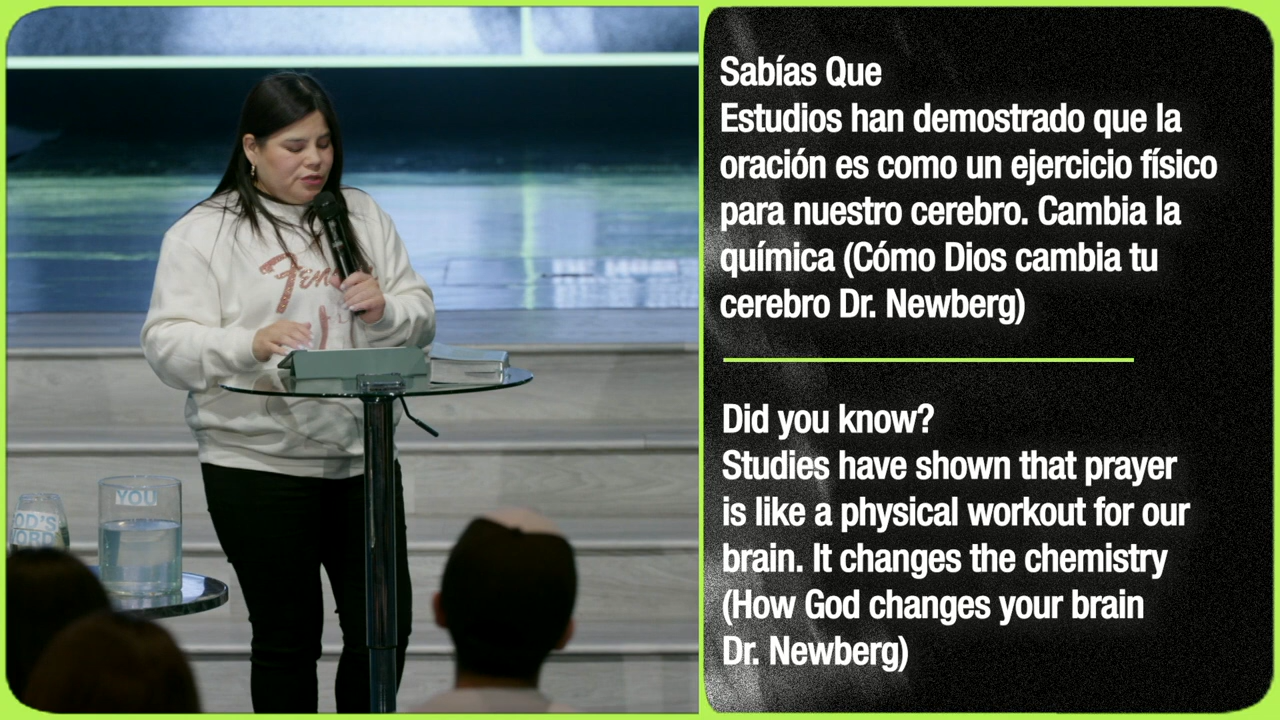 Sabías Que
Estudios han demostrado que la
oración es como un ejercicio físico
para nuestro cerebro. Cambia la
química (Cómo Dios cambia tu
cerebro Dr. Newberg)
Did you know?
Studies have shown that prayer
is like a physical workout for our
brain. It changes the chemistry
(How God changes your brain
Dr. Newberg)
YOU